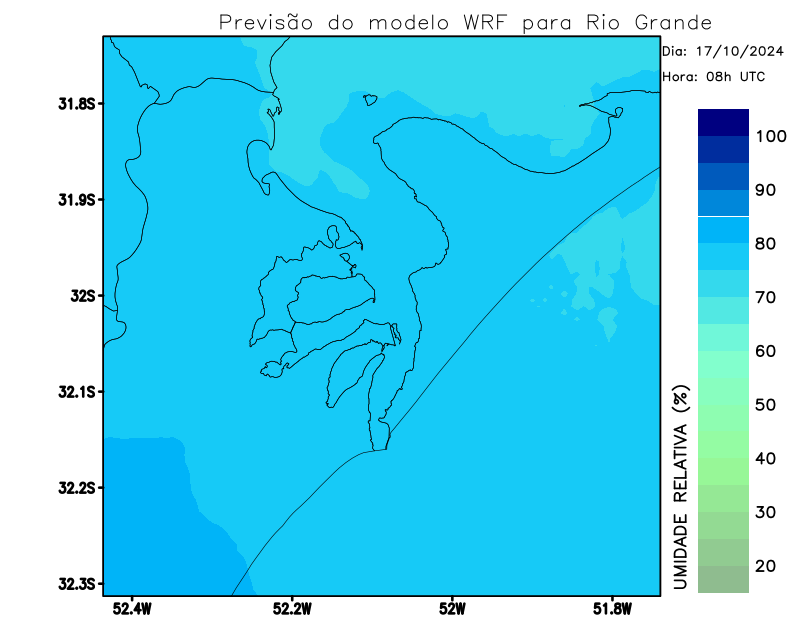 Previsão do modelo WRF para Rio Grande
Dia: 17/10/2024
Hora: 08h UTC
31.8S
31.9S
32S
32.1S
32.2S
32.3S
52.4W
52.2W
52W
51.8W
100
90
80
70
60
50
40
30
20
UMIDADE RELATIVA (%)